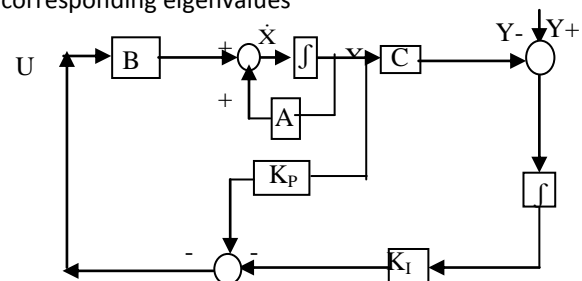 corresponding eigenvalues
Ẋ
Y- Y+
U B + ∫ X C
+ A
K_P
∫
- - K_I